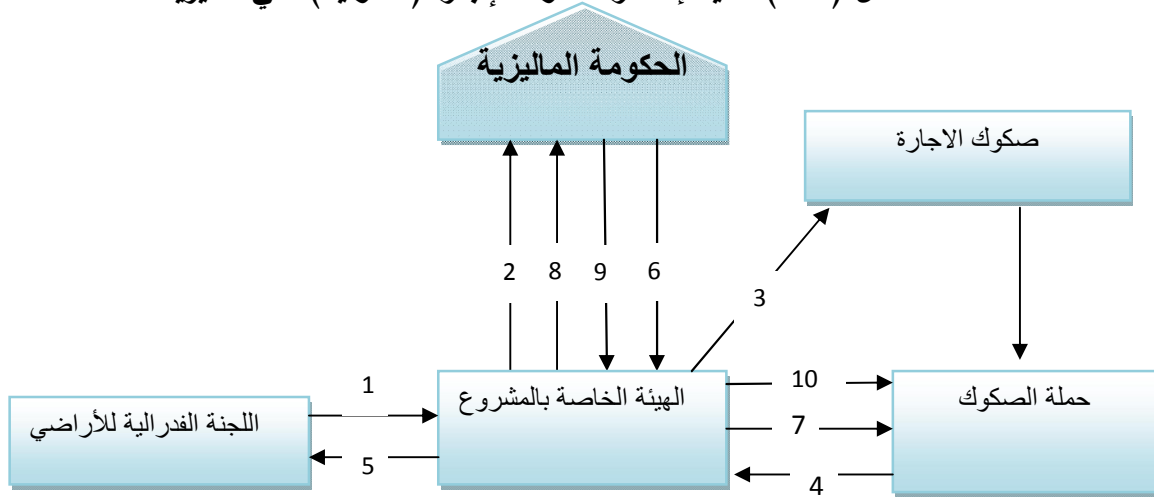 الحكومة الماليزية
صكوك الاجارة
2
8
9
6
3
اللجنة الفدرالية للأراضي
1
5
الهيئة الخاصة بالمشروع
10
7
4
حملة الصكوك